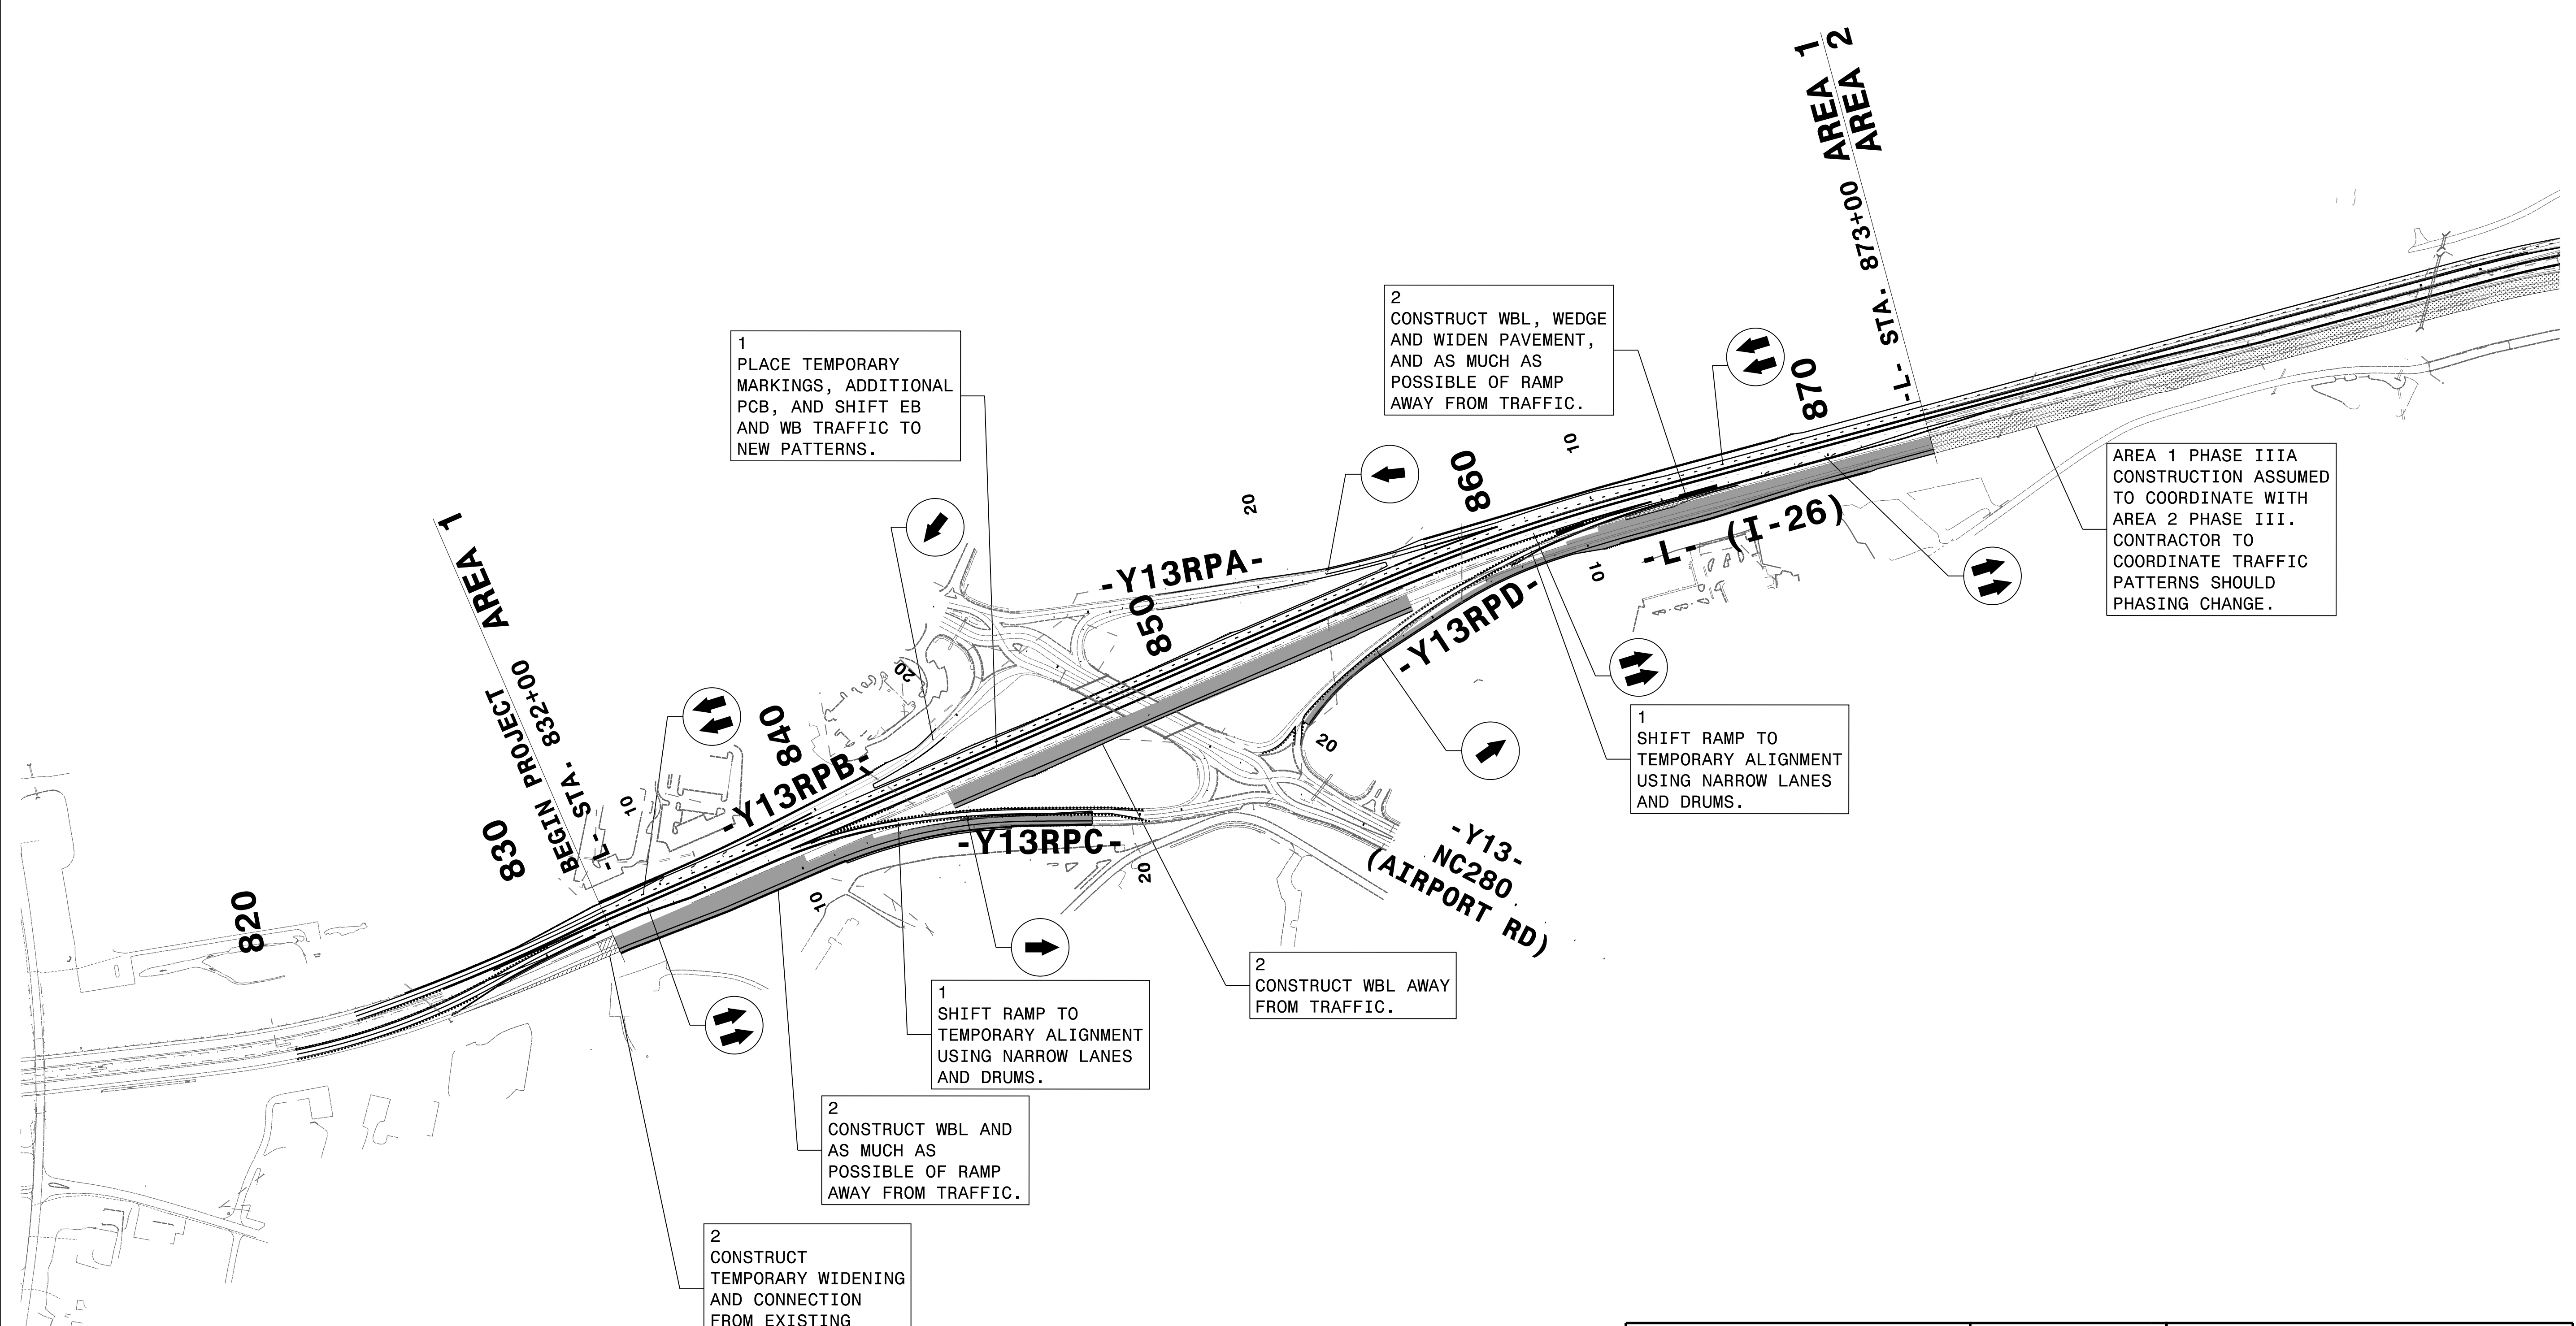 AREA 1
AREA 2
-L- STA. 873+00
2
CONSTRUCT WBL, WEDGE
AND WIDEN PAVEMENT,
AND AS MUCH AS
POSSIBLE OF RAMP
AWAY FROM TRAFFIC.
1
PLACE TEMPORARY
MARKINGS, ADDITIONAL
PCB, AND SHIFT EB
AND WB TRAFFIC TO
NEW PATTERNS.
870
10
860
20
AREA 1 PHASE IIIA
CONSTRUCTION ASSUMED
TO COORDINATE WITH
AREA 2 PHASE III.
CONTRACTOR TO
COORDINATE TRAFFIC
PATTERNS SHOULD
PHASING CHANGE.
AREA 1
BEGIN PROJECT
-L- STA. 832+00
-Y13RPA-
-L- (I-26)
10
850
-Y13RPD-
20
840
-Y13RPB-
10
830
820
20
1
SHIFT RAMP TO
TEMPORARY ALIGNMENT
USING NARROW LANES
AND DRUMS.
-Y13RPC-
20
10
-Y13-
NC280
(AIRPORT RD)
2
CONSTRUCT WBL AWAY
FROM TRAFFIC.
1
SHIFT RAMP TO
TEMPORARY ALIGNMENT
USING NARROW LANES
AND DRUMS.
2
CONSTRUCT WBL AND
AS MUCH AS
POSSIBLE OF RAMP
AWAY FROM TRAFFIC.
2
CONSTRUCT
TEMPORARY WIDENING
AND CONNECTION
FROM EXISTING